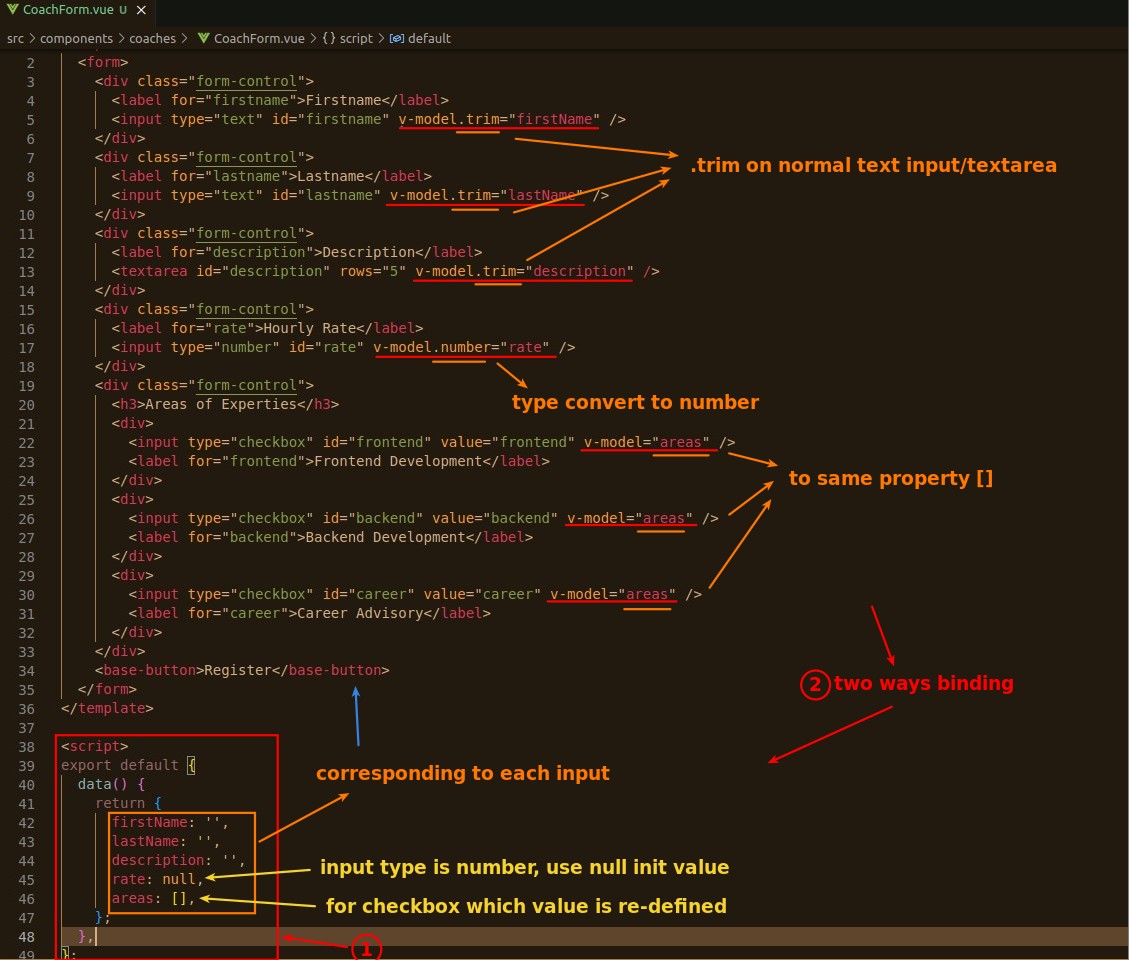 CoachForm.vue U ×
src > components > coaches > CoachForm.vue > {} script > default
2 <form>
3 <div class="form-control">
4 <label for="firstname">Firstname</label>
5 <input type="text" id="firstname" v-model.trim="firstName" />
6 </div>
7 <div class="form-control">
8 <label for="lastname">Lastname</label>
.trim on normal text input/textarea
9 <input type="text" id="lastname" v-model.trim="lastName" />
10 </div>
11 <div class="form-control">
12 <label for="description">Description</label>
13 <textarea id="description" rows="5" v-model.trim="description" />
14 </div>
15 <div class="form-control">
16 <label for="rate">Hourly Rate</label>
17 <input type="number" id="rate" v-model.number="rate" />
18 </div>
19 <div class="form-control">
20 <h3>Areas of Experties</h3>
type convert to number
21 <div>
22 <input type="checkbox" id="frontend" value="frontend" v-model="areas" />
23 <label for="frontend">Frontend Development</label>
24 </div>
to same property []
25 <div>
26 <input type="checkbox" id="backend" value="backend" v-model="areas" />
27 <label for="backend">Backend Development</label>
28 </div>
29 <div>
30 <input type="checkbox" id="career" value="career" v-model="areas" />
31 <label for="career">Career Advisory</label>
32 </div>
33 </div>
34 <base-button>Register</base-button>
35 </form>
2 two ways binding
36 </template>
37
38 <script>
39 export default {
40 data() {
corresponding to each input
41 return {
42 firstName: '',
43 lastName: '',
44 description: '',
45 rate: null,
input type is number, use null init value
46 areas: [],
for checkbox which value is re-defined
47 };
48 },
1
49 };